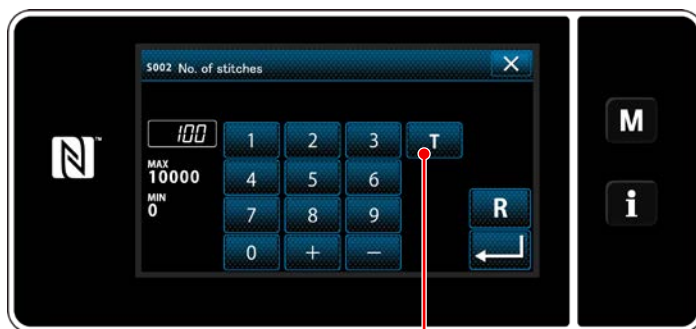 S002 No. of stitches
100
1 2 3 T
MAX
10000
4 5 6
MIN
0
7 8 9 R
0 + −
M
i
N